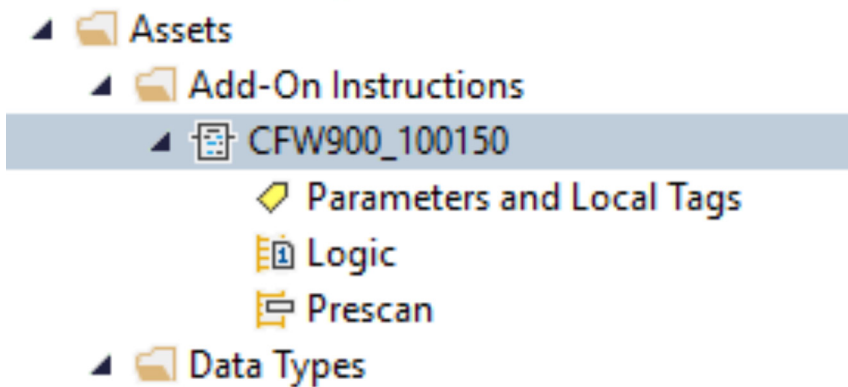 Assets
Add-On Instructions
CFW900_100150
Parameters and Local Tags
Logic
Prescan
Data Types